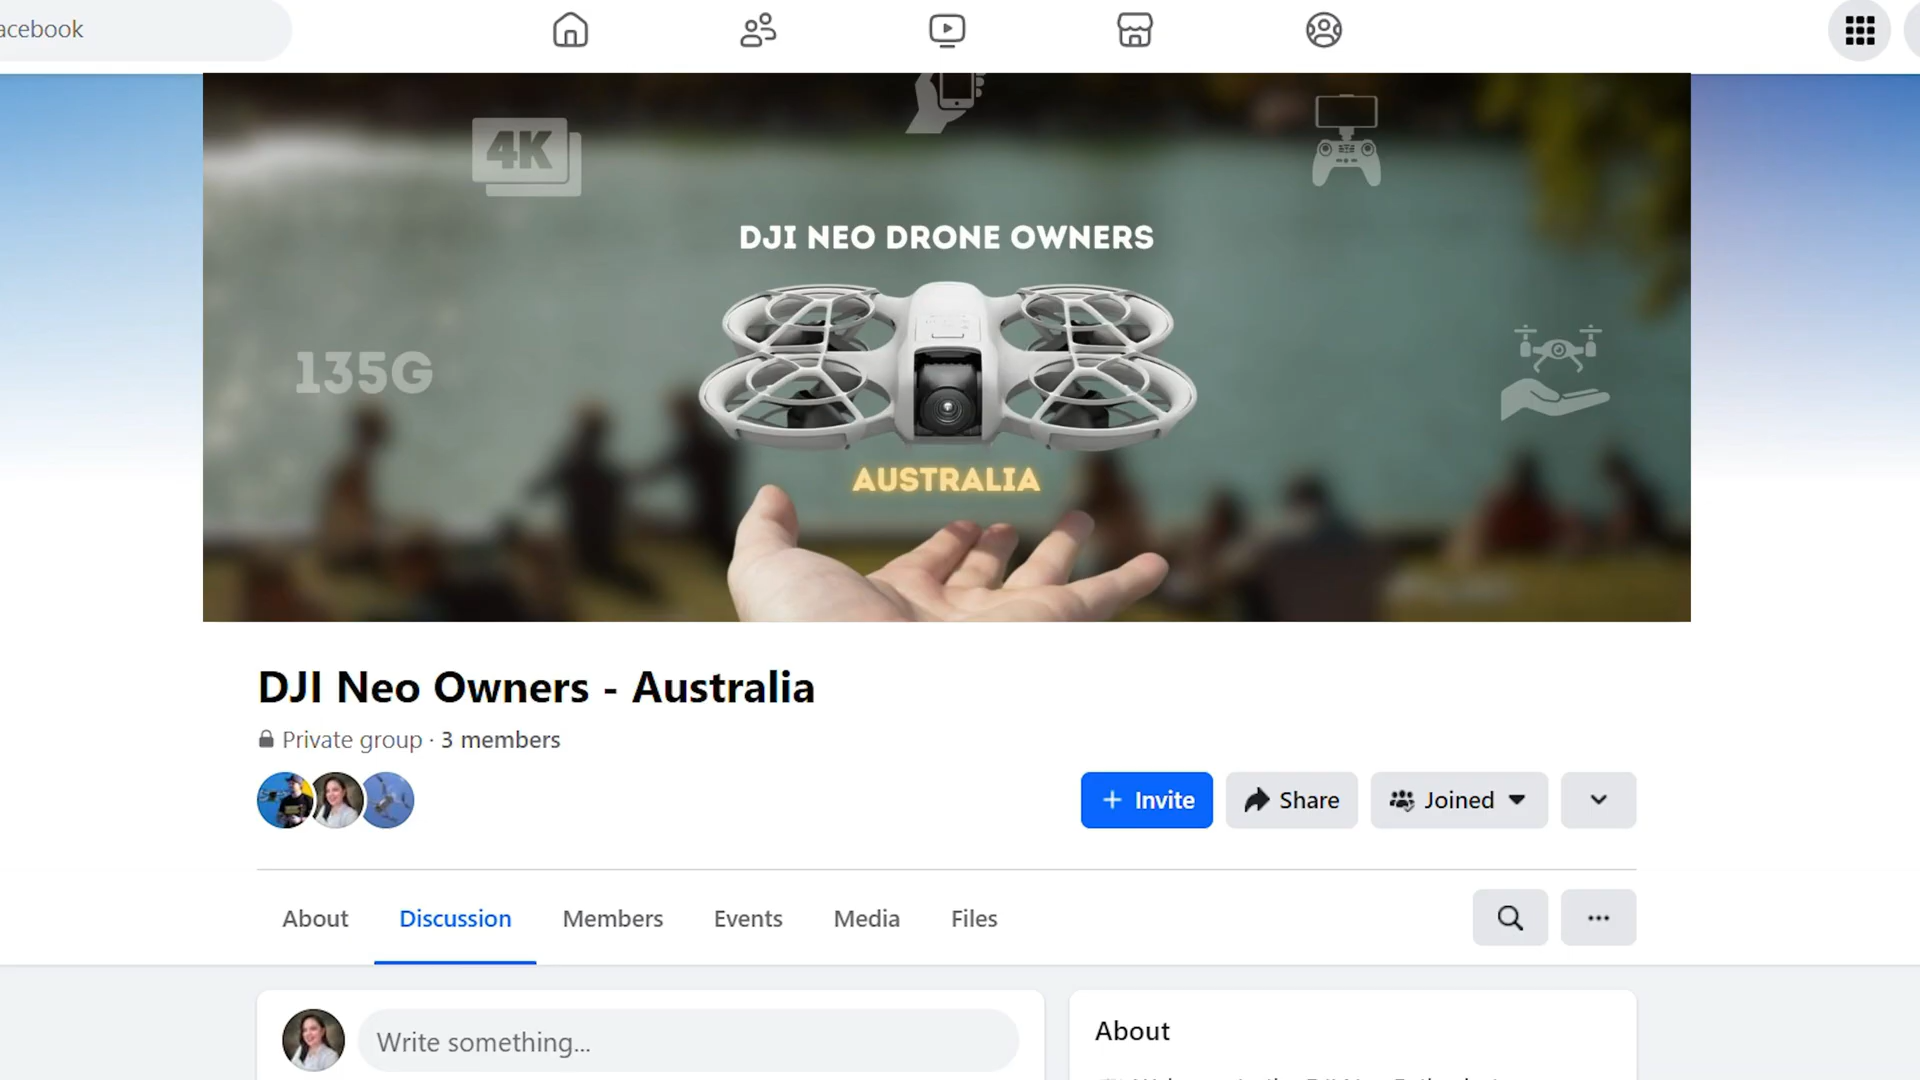 acebook
4K
DJI NEO DRONE OWNERS
135G
AUSTRALIA
DJI Neo Owners - Australia
Private group · 3 members
+ Invite
Share
Joined
About
Discussion
Members
Events
Media
Files
Write something...
About